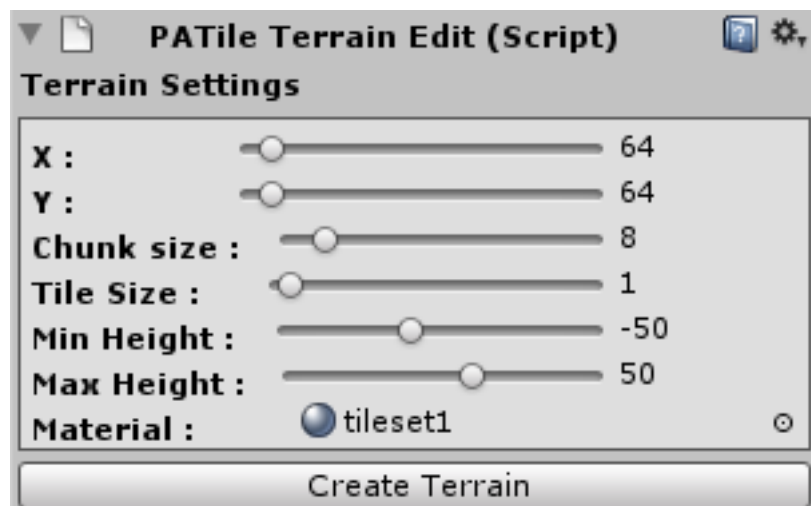 PATile Terrain Edit (Script)
Terrain Settings
X : 64
Y : 64
Chunk size : 8
Tile Size : 1
Min Height : -50
Max Height : 50
Material : tileset1
Create Terrain